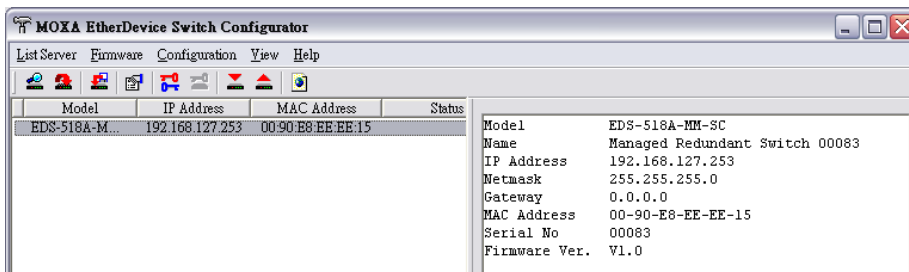 MOXA EtherDevice Switch Configurator
List Server Firmware Configuration View Help
Model IP Address MAC Address Status
EDS-518A-M... 192.168.127.253 00:90:E8:EE:EE:15
Model EDS-518A-MM-SC
Name Managed Redundant Switch 00083
IP Address 192.168.127.253
Netmask 255.255.255.0
Gateway 0.0.0.0
MAC Address 00-90-E8-EE-EE-15
Serial No 00083
Firmware Ver. V1.0